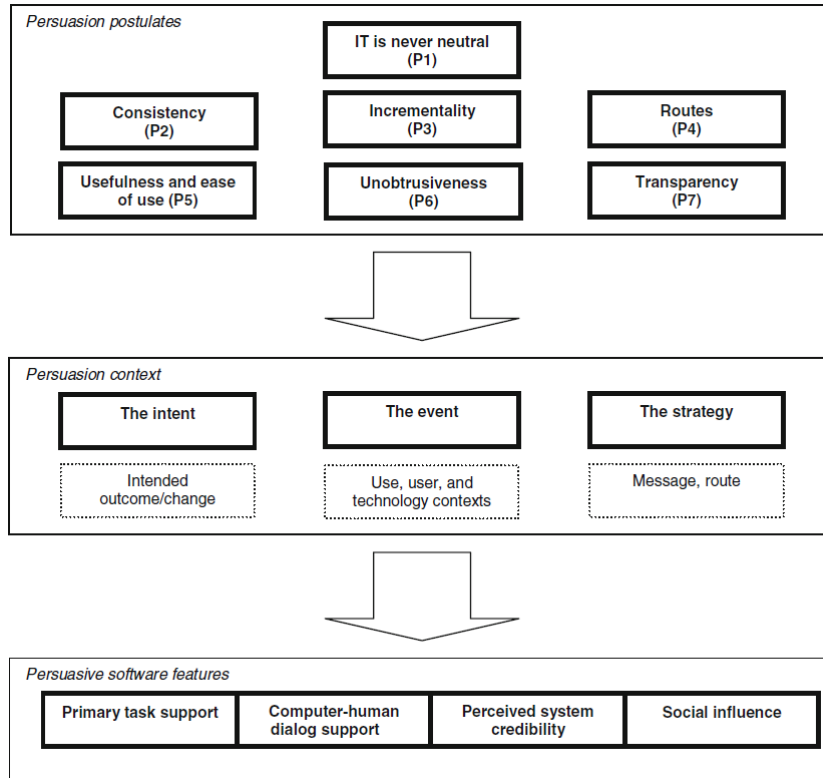 Persuasion postulates
IT is never neutral
(P1)
Consistency
(P2)
Incrementality
(P3)
Routes
(P4)
Usefulness and ease
of use (P5)
Unobtrusiveness
(P6)
Transparency
(P7)
Persuasion context
The intent
The event
The strategy
Intended
outcome/change
Use, user, and
technology contexts
Message, route
Persuasive software features
Primary task support
Computer-human
dialog support
Perceived system
credibility
Social influence